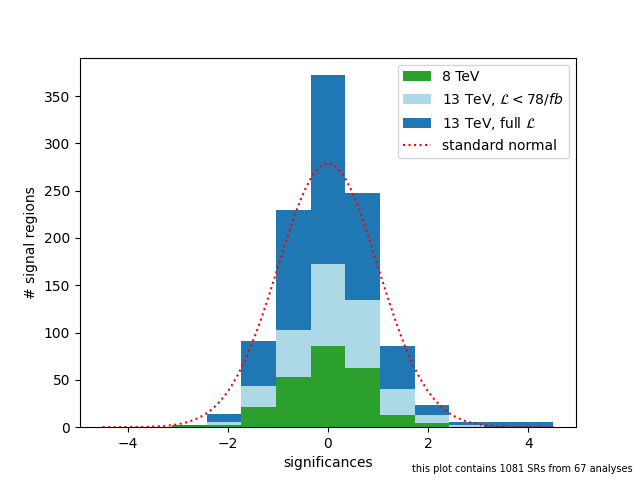 8 TeV
13 TeV, ℒ < 78/fb
13 TeV, full ℒ
standard normal
# signal regions
350
300
250
200
150
100
50
0
−4 −2 0 2 4
significances
this plot contains 1081 SRs from 67 analyses